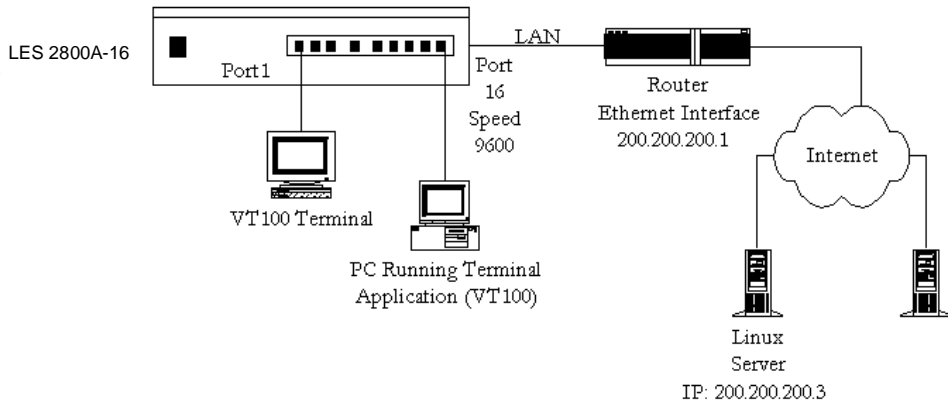 LES 2800A-16
Port1
LAN
Port
16
Speed
9600
Router
Ethernet Interface
200.200.200.1
Internet
VT100 Terminal
PC Running Terminal
Application (VT100)
Linux
Server
IP: 200.200.200.3